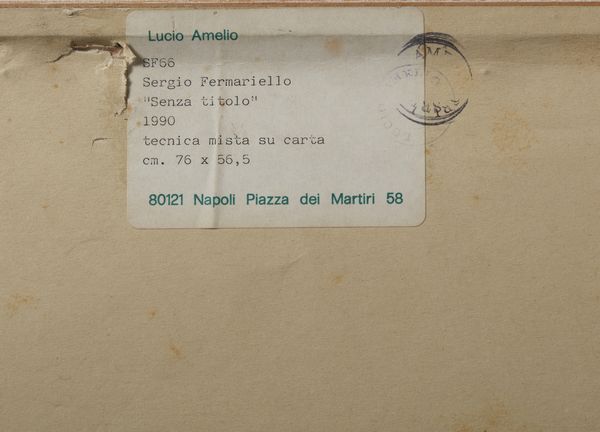 Lucio Amelio
SF66
Sergio Fermariello
"Senza titolo"
1990
tecnica mista su carta
cm. 76 x 56,5
80121 Napoli Piazza dei Martiri 58